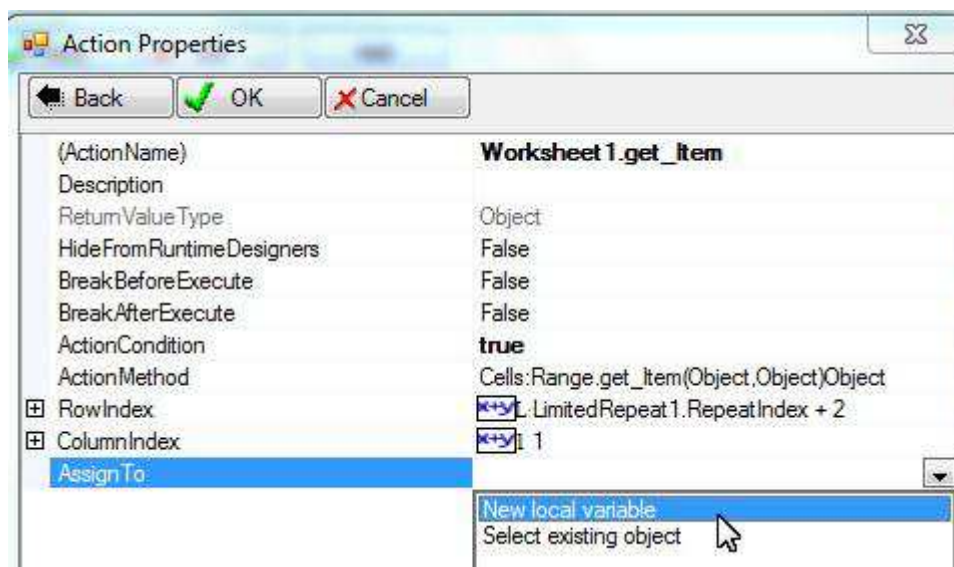 Action Properties
Back OK Cancel
(ActionName) Worksheet1.get_Item
Description
ReturnValueType Object
HideFromRuntimeDesigners False
BreakBeforeExecute False
BreakAfterExecute False
ActionCondition true
ActionMethod Cells:Range.get_Item(Object,Object)Object
RowIndex x+y L LimitedRepeat1.RepeatIndex + 2
ColumnIndex x+y 1 1
AssignTo
New local variable
Select existing object